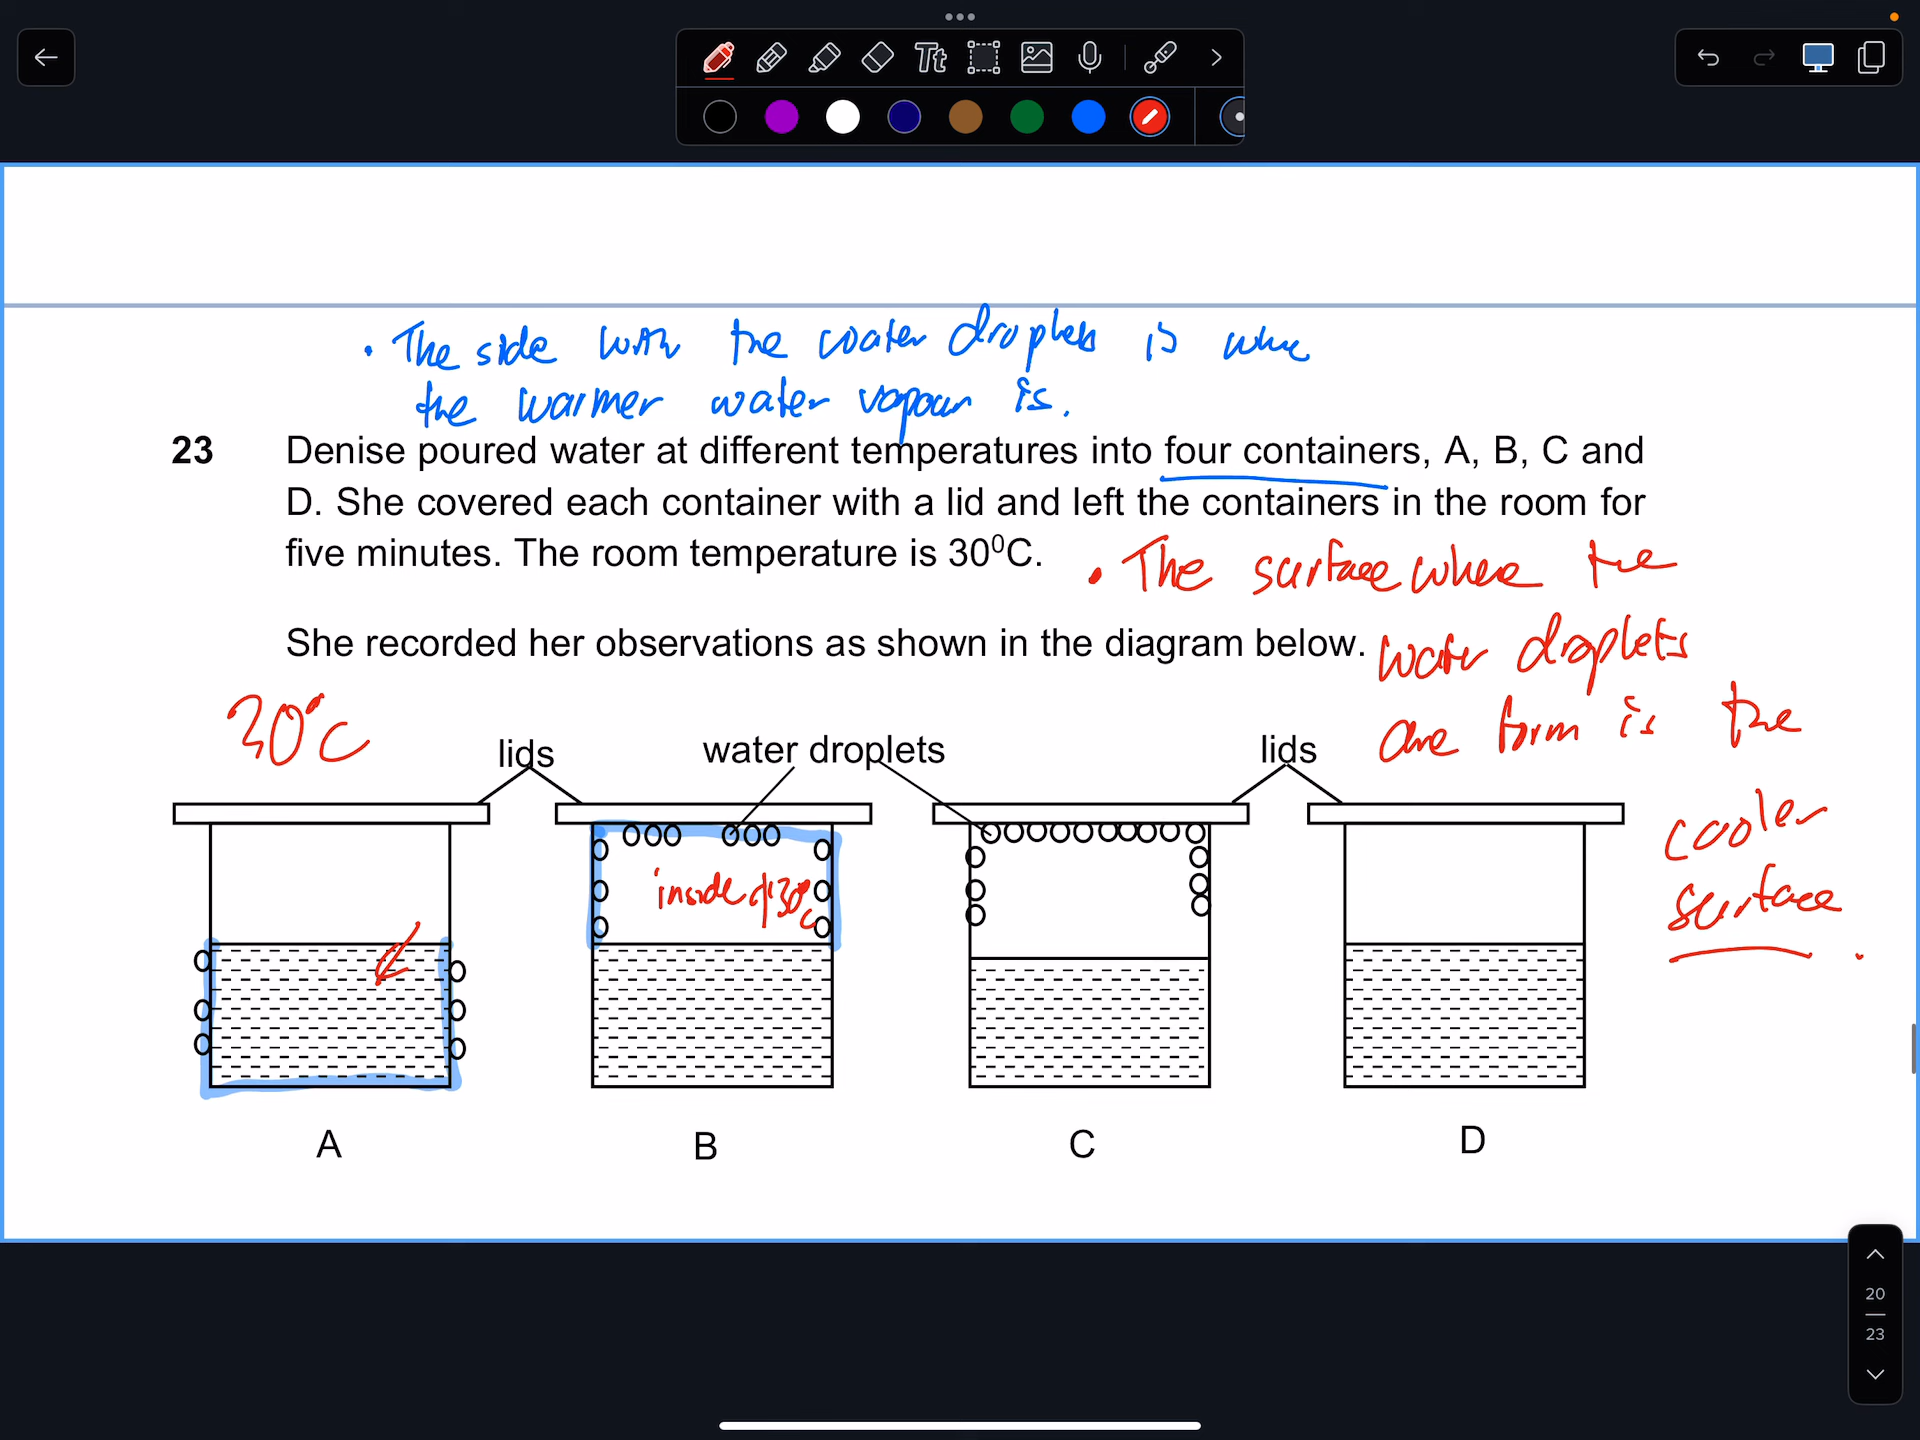 Tt
• The side with the water droplets is where
the warmer water vapour is.
23 Denise poured water at different temperatures into four containers, A, B, C and
D. She covered each container with a lid and left the containers in the room for
five minutes. The room temperature is 30⁰C.
• The surface where the
She recorded her observations as shown in the diagram below.
water droplets
are form is the
cooler
surface.
30°C
lids water droplets lids
inside
A B C D
20
23